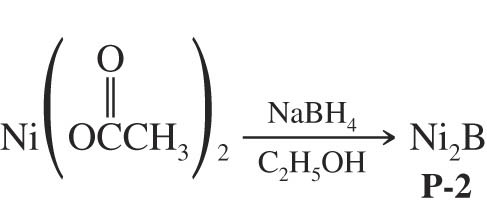 O
Ni(OCCH₃)₂ NaBH₄ Ni₂B
C₂H₅OH
P-2